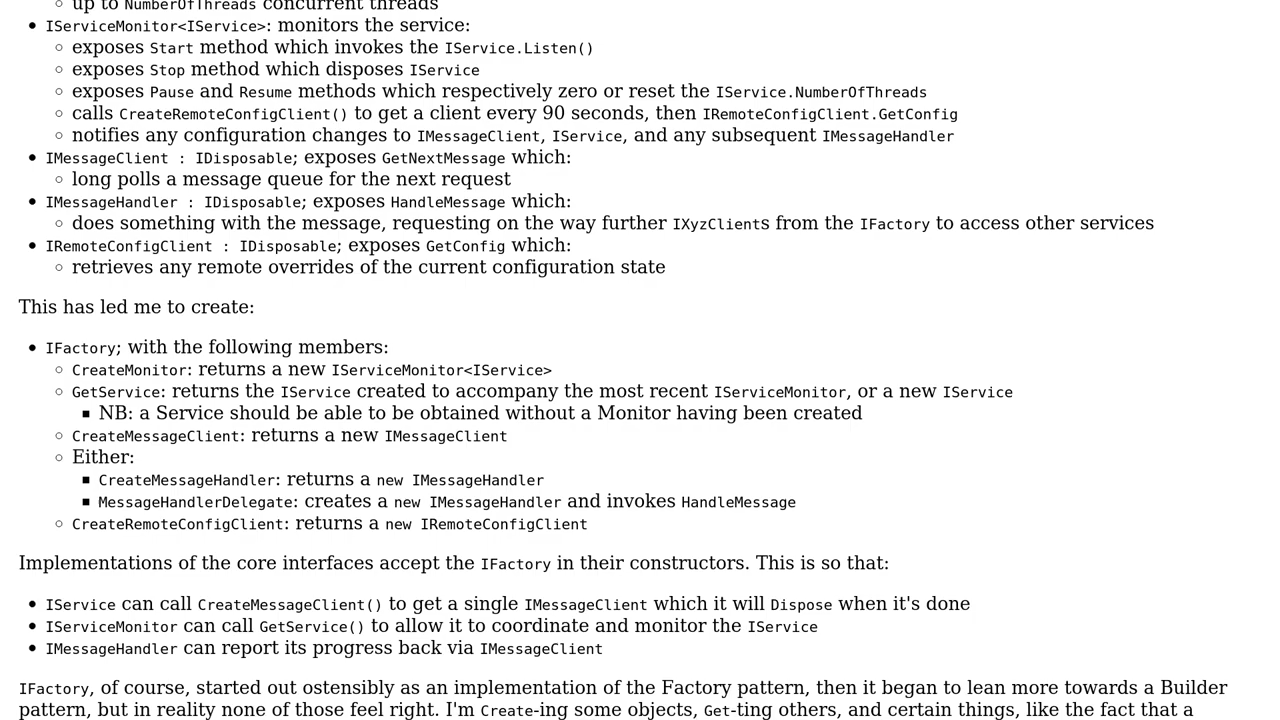 up to NumberOfThreads concurrent threads
IServiceMonitor<IService>: monitors the service:
exposes Start method which invokes the IService.Listen()
exposes Stop method which disposes IService
exposes Pause and Resume methods which respectively zero or reset the IService.NumberOfThreads
calls CreateRemoteConfigClient() to get a client every 90 seconds, then IRemoteConfigClient.GetConfig
notifies any configuration changes to IMessageClient, IService, and any subsequent IMessageHandler
IMessageClient : IDisposable; exposes GetNextMessage which:
long polls a message queue for the next request
IMessageHandler : IDisposable; exposes HandleMessage which:
does something with the message, requesting on the way further IXyzClients from the IFactory to access other services
IRemoteConfigClient : IDisposable; exposes GetConfig which:
retrieves any remote overrides of the current configuration state
This has led me to create:
IFactory; with the following members:
CreateMonitor: returns a new IServiceMonitor<IService>
GetService: returns the IService created to accompany the most recent IServiceMonitor, or a new IService
NB: a Service should be able to be obtained without a Monitor having been created
CreateMessageClient: returns a new IMessageClient
Either:
CreateMessageHandler: returns a new IMessageHandler
MessageHandlerDelegate: creates a new IMessageHandler and invokes HandleMessage
CreateRemoteConfigClient: returns a new IRemoteConfigClient
Implementations of the core interfaces accept the IFactory in their constructors. This is so that:
IService can call CreateMessageClient() to get a single IMessageClient which it will Dispose when it's done
IServiceMonitor can call GetService() to allow it to coordinate and monitor the IService
IMessageHandler can report its progress back via IMessageClient
IFactory, of course, started out ostensibly as an implementation of the Factory pattern, then it began to lean more towards a Builder
pattern, but in reality none of those feel right. I'm Create-ing some objects, Get-ting others, and certain things, like the fact that a